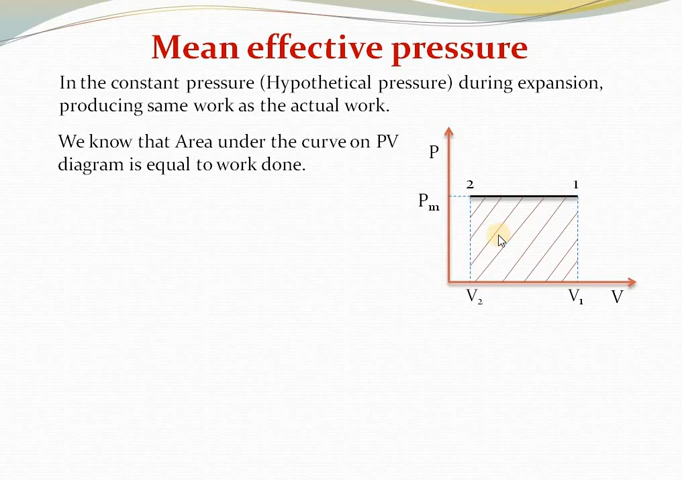 Mean effective pressure
In the constant pressure (Hypothetical pressure) during expansion,
producing same work as the actual work.
We know that Area under the curve on PV
diagram is equal to work done.
P
2 1
Pm
V2 V1 V